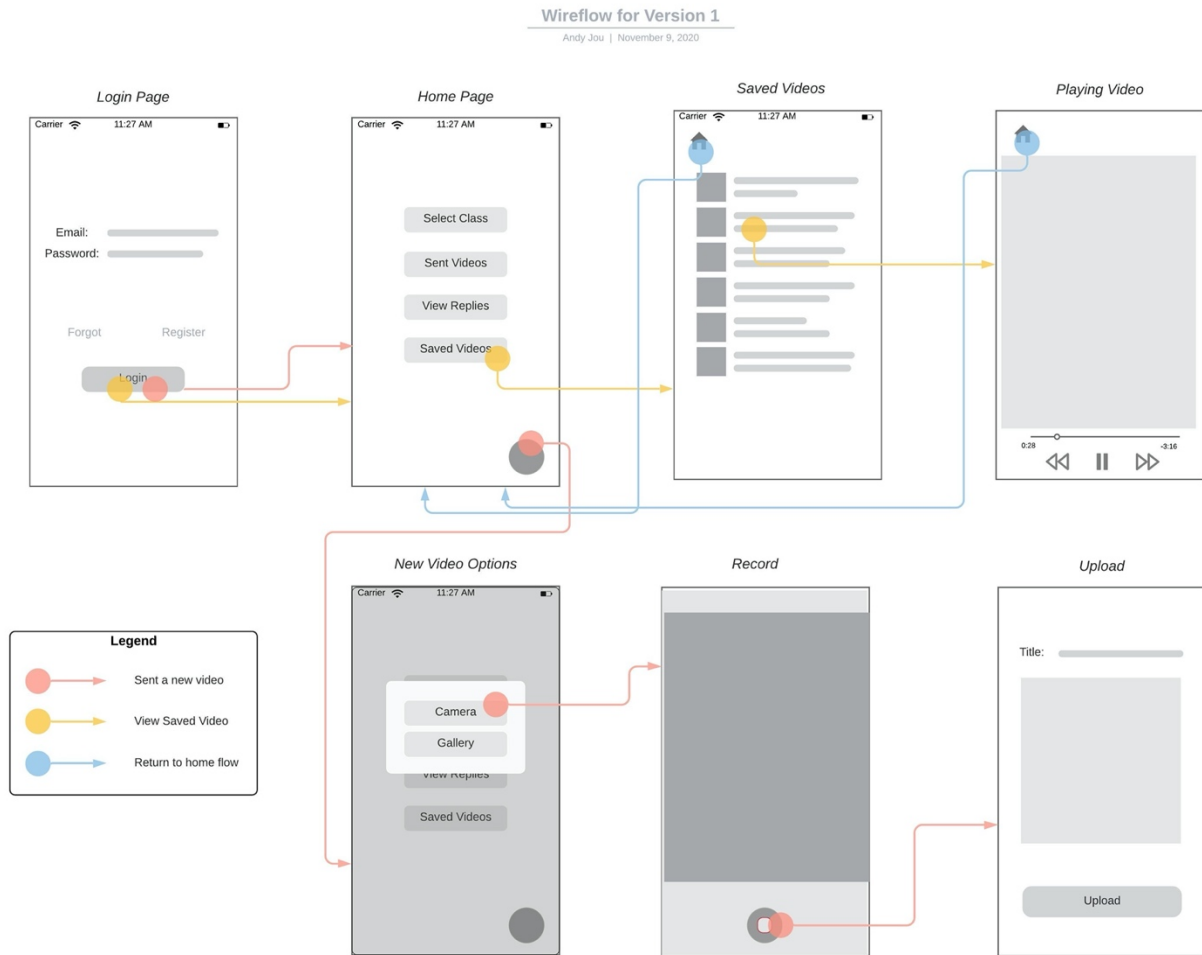 Wireflow for Version 1
Andy Jou | November 9, 2020
Login Page
Carrier 11:27 AM
Email:
Password:
Forgot Register
Login
Home Page
Carrier 11:27 AM
Select Class
Sent Videos
View Replies
Saved Videos
Saved Videos
Carrier 11:27 AM
Playing Video
0:28 -3:16
New Video Options
Carrier 11:27 AM
Camera
Gallery
View Replies
Saved Videos
Record
Upload
Title:
Upload
Legend
Sent a new video
View Saved Video
Return to home flow